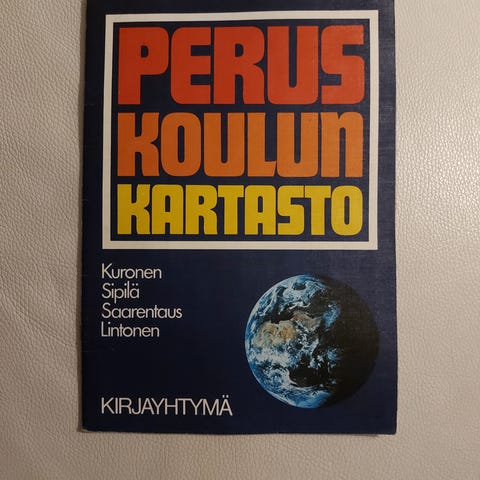 PERUS
KOULUN
KARTASTO
Kuronen
Sipilä
Saarentaus
Lintonen
KIRJAYHTYMÄ